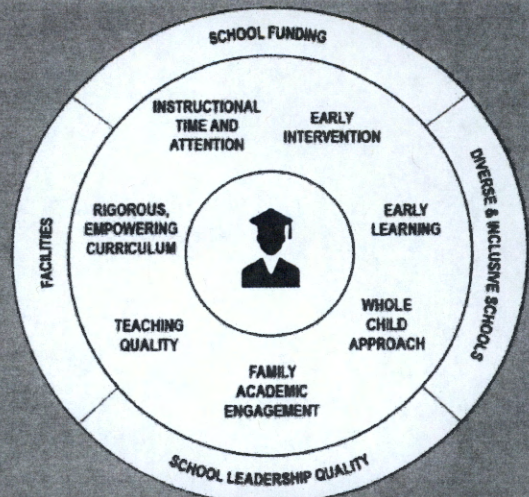 SCHOOL FUNDING
INSTRUCTIONAL
TIME AND
ATTENTION
EARLY
INTERVENTION
DIVERSE & INCLUSIVE SCHOOLS
FACILITIES
RIGOROUS,
EMPOWERING
CURRICULUM
EARLY
LEARNING
TEACHING
QUALITY
WHOLE
CHILD
APPROACH
FAMILY
ACADEMIC
ENGAGEMENT
SCHOOL LEADERSHIP QUALITY